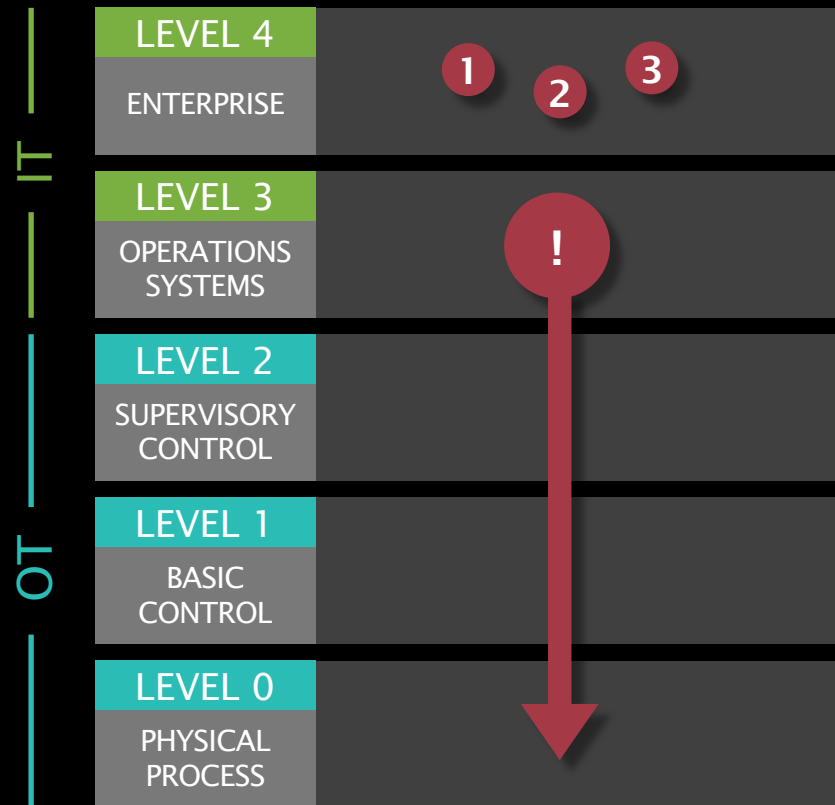 IT
LEVEL 4
ENTERPRISE
1
2
3
LEVEL 3
OPERATIONS
SYSTEMS
!
LEVEL 2
SUPERVISORY
CONTROL
OT
LEVEL 1
BASIC
CONTROL
LEVEL 0
PHYSICAL
PROCESS